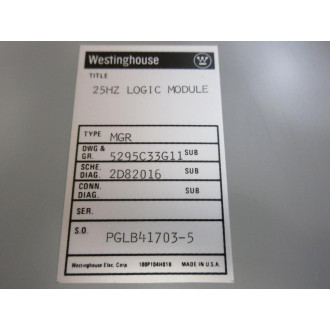 Westinghouse W
TITLE
25HZ LOGIC MODULE
TYPE MGR
DWG & GR. 5295C33G11 SUB
SCHE. DIAG. 2D82016 SUB
CONN. DIAG. SUB
SER.
S.O. PGLB41703-5
Westinghouse Elec. Corp. 188P104H018 MADE IN U.S.A.